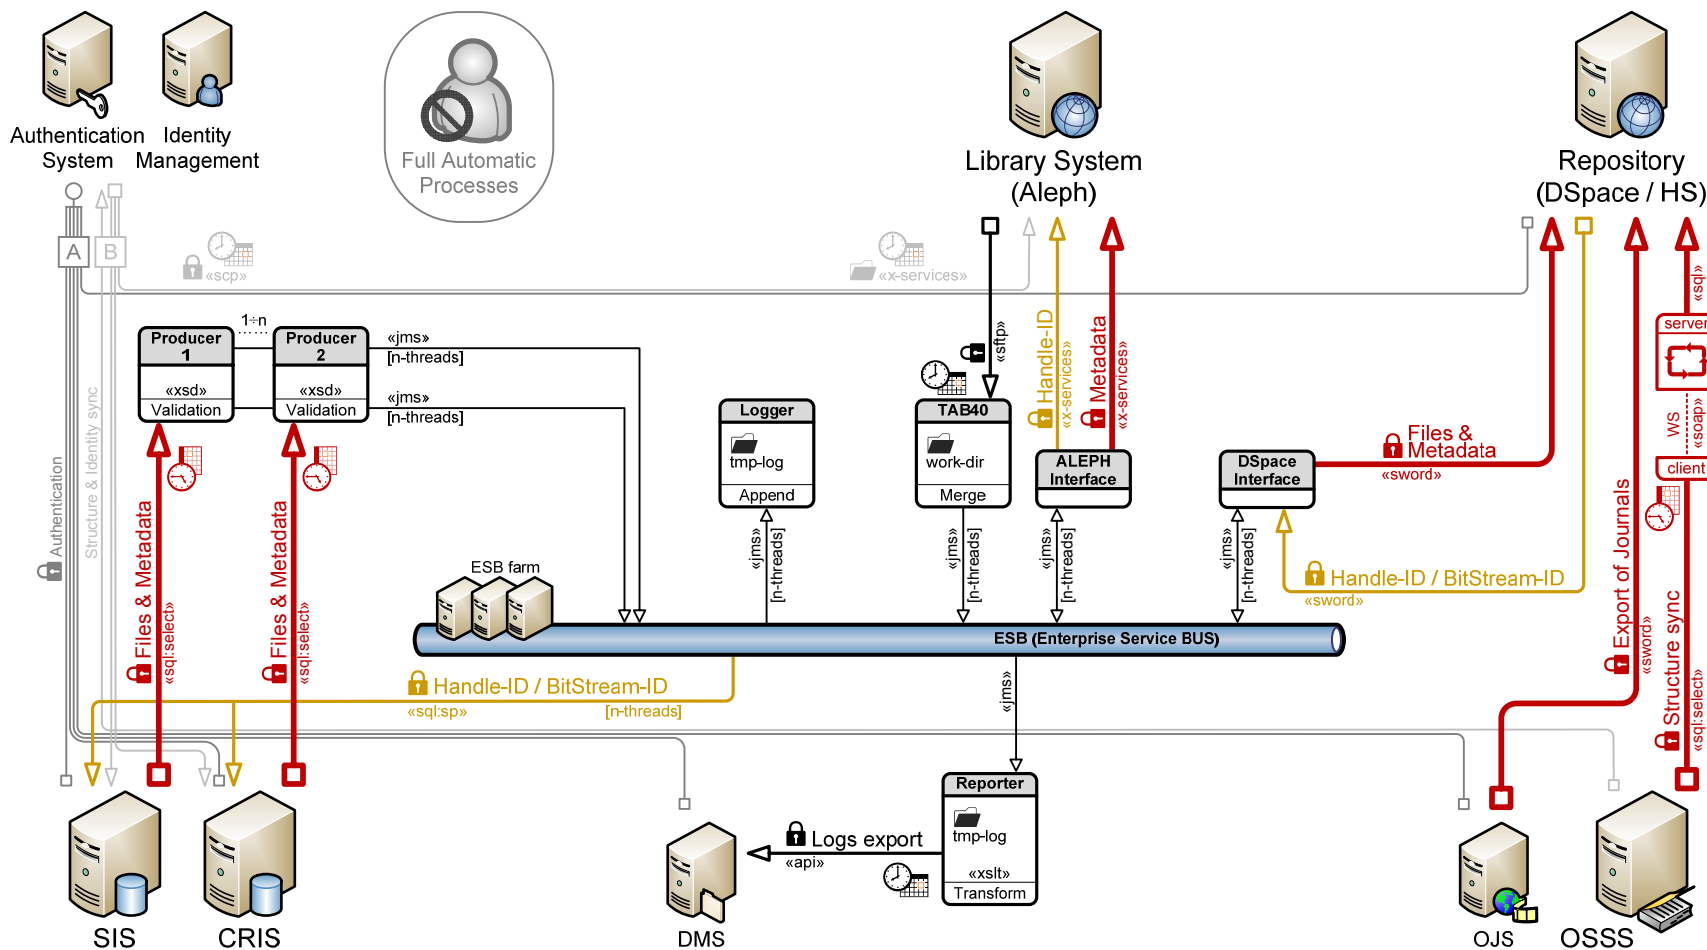 Authentication
System
Identity
Management
Full Automatic
Processes
Library System
(Aleph)
Repository
(DSpace / HS)
A
B
«scp»
«x-services»
Authentication
Structure & Identity sync
Producer
1
«xsd»
Validation
1÷n
Producer
2
«xsd»
Validation
«jms»
[n-threads]
«jms»
[n-threads]
Files & Metadata
«sql:select»
Files & Metadata
«sql:select»
Logger
tmp-log
Append
«jms»
[n-threads]
«sftp»
TAB40
work-dir
Merge
«jms»
[n-threads]
Handle-ID
«x-services»
Metadata
«x-services»
ALEPH
Interface
«jms»
[n-threads]
DSpace
Interface
«jms»
[n-threads]
Files &
Metadata
«sword»
Handle-ID / BitStream-ID
«sword»
Export of Journals
«sword»
«sql»
server
WS
«soap»
client
Structure sync
«sql:select»
ESB farm
ESB (Enterprise Service BUS)
Handle-ID / BitStream-ID
«sql:sp»
[n-threads]
«jms»
Reporter
tmp-log
«xslt»
Transform
Logs export
«api»
SIS
CRIS
DMS
OJS
OSSS